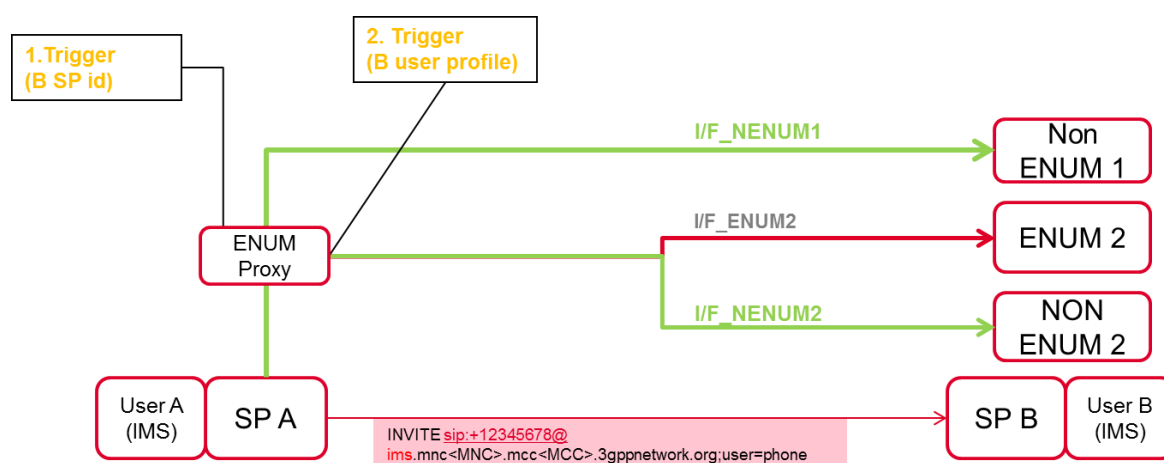 1.Trigger
(B SP id)
2. Trigger
(B user profile)
I/F_NENUM1
Non
ENUM 1
I/F_ENUM2
ENUM 2
ENUM
Proxy
I/F_NENUM2
NON
ENUM 2
User A
(IMS)
SP A
SP B
User B
(IMS)
INVITE sip:+12345678@
ims.mnc<MNC>.mcc<MCC>.3gppnetwork.org;user=phone